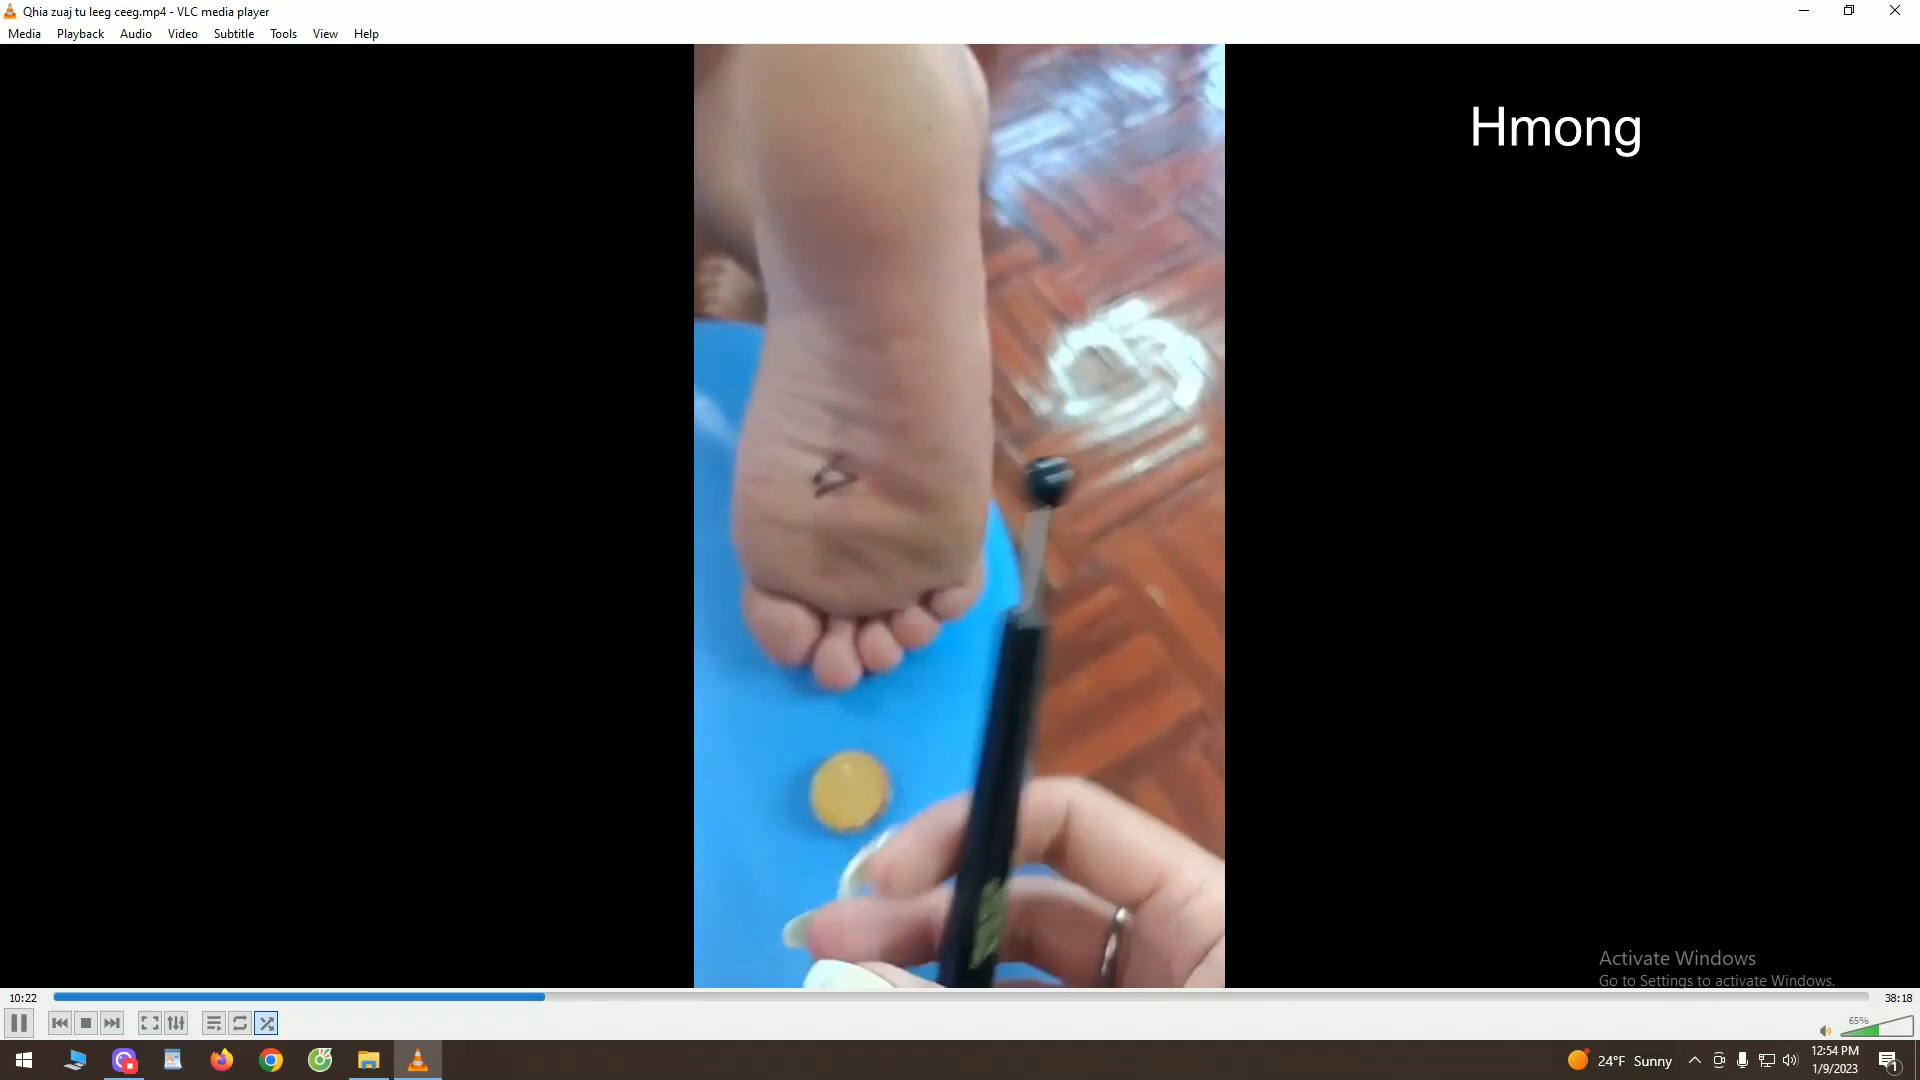 Qhia zuaj tu leeg ceeg.mp4 - VLC media player
Media Playback Audio Video Subtitle Tools View Help
Hmong
Activate Windows
Go to Settings to activate Windows.
10:22
38:18
65%
24°F Sunny
12:54 PM
1/9/2023
1